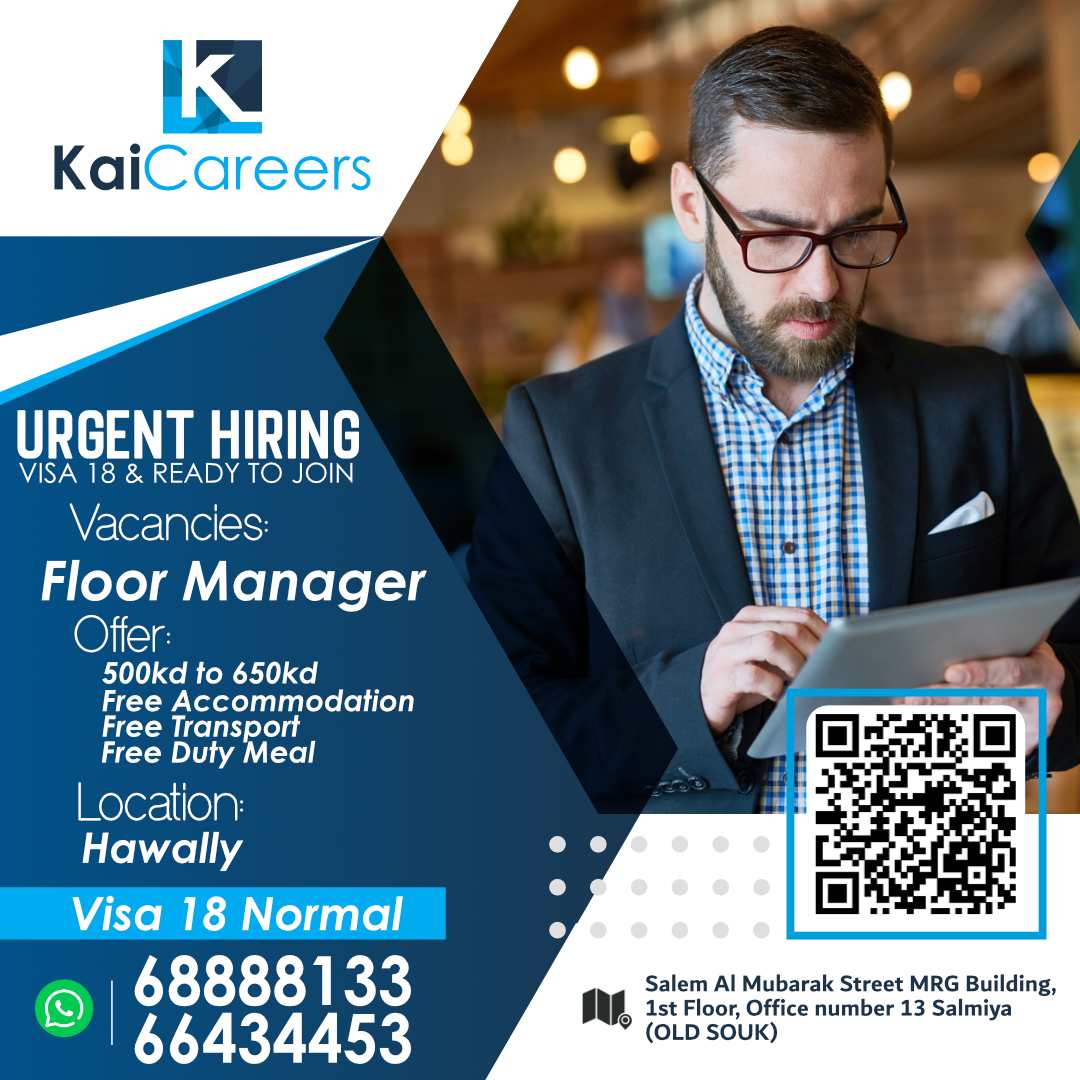 K
KaiCareers
URGENT HIRING
VISA 18 & READY TO JOIN
Vacancies:
Floor Manager
Offer:
500kd to 650kd
Free Accommodation
Free Transport
Free Duty Meal
Location:
Hawally
Visa 18 Normal
68888133
66434453
Salem Al Mubarak Street MRG Building,
1st Floor, Office number 13 Salmiya
(OLD SOUK)